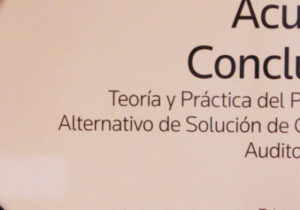 Acu
Conclu
Teoría y Práctica del P
Alternativo de Solución de C
Audito